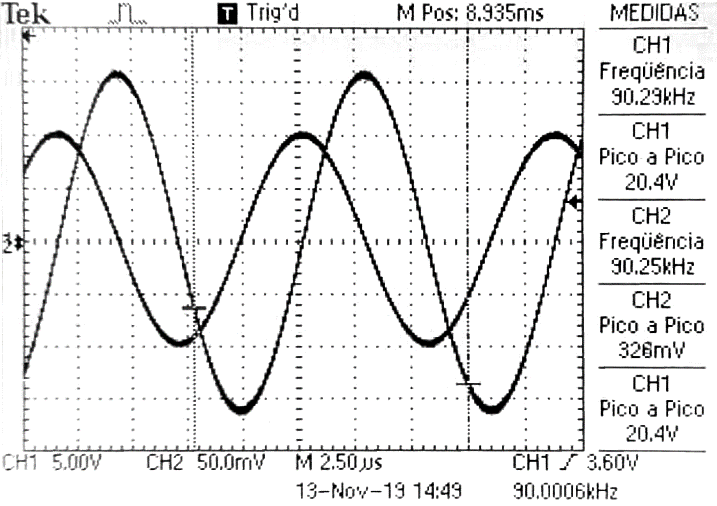 Tek T Trig'd M Pos: 8.935ms MEDIDAS
CH1
Freqüência
90.29kHz
CH1
Pico a Pico
20.4V
2
CH2
Freqüência
90.25kHz
CH2
Pico a Pico
326mV
CH1
Pico a Pico
20.4V
CH1 5.00V CH2 50.0mV M 2.50µs CH1 3.60V
13-Nov-19 14:49 90.0006kHz